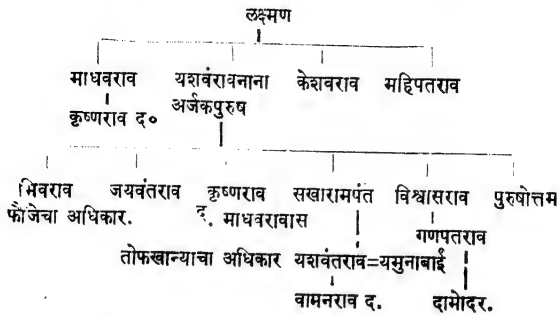 लक्ष्मण
माधवराव यशवंरावनाना केशवराव महिपतराव
कृष्णराव द० अर्जकपुरुष
भिवराव जयवंतराव कृष्णराव सखारामपंत विश्वासराव पुरुषोत्तम
फौजेचा अधिकार. द. माधवरावास
गणपतराव
तोफखान्याचा अधिकार यशवंतराव=यमुनाबाई
वामनराव द. दामोदर.